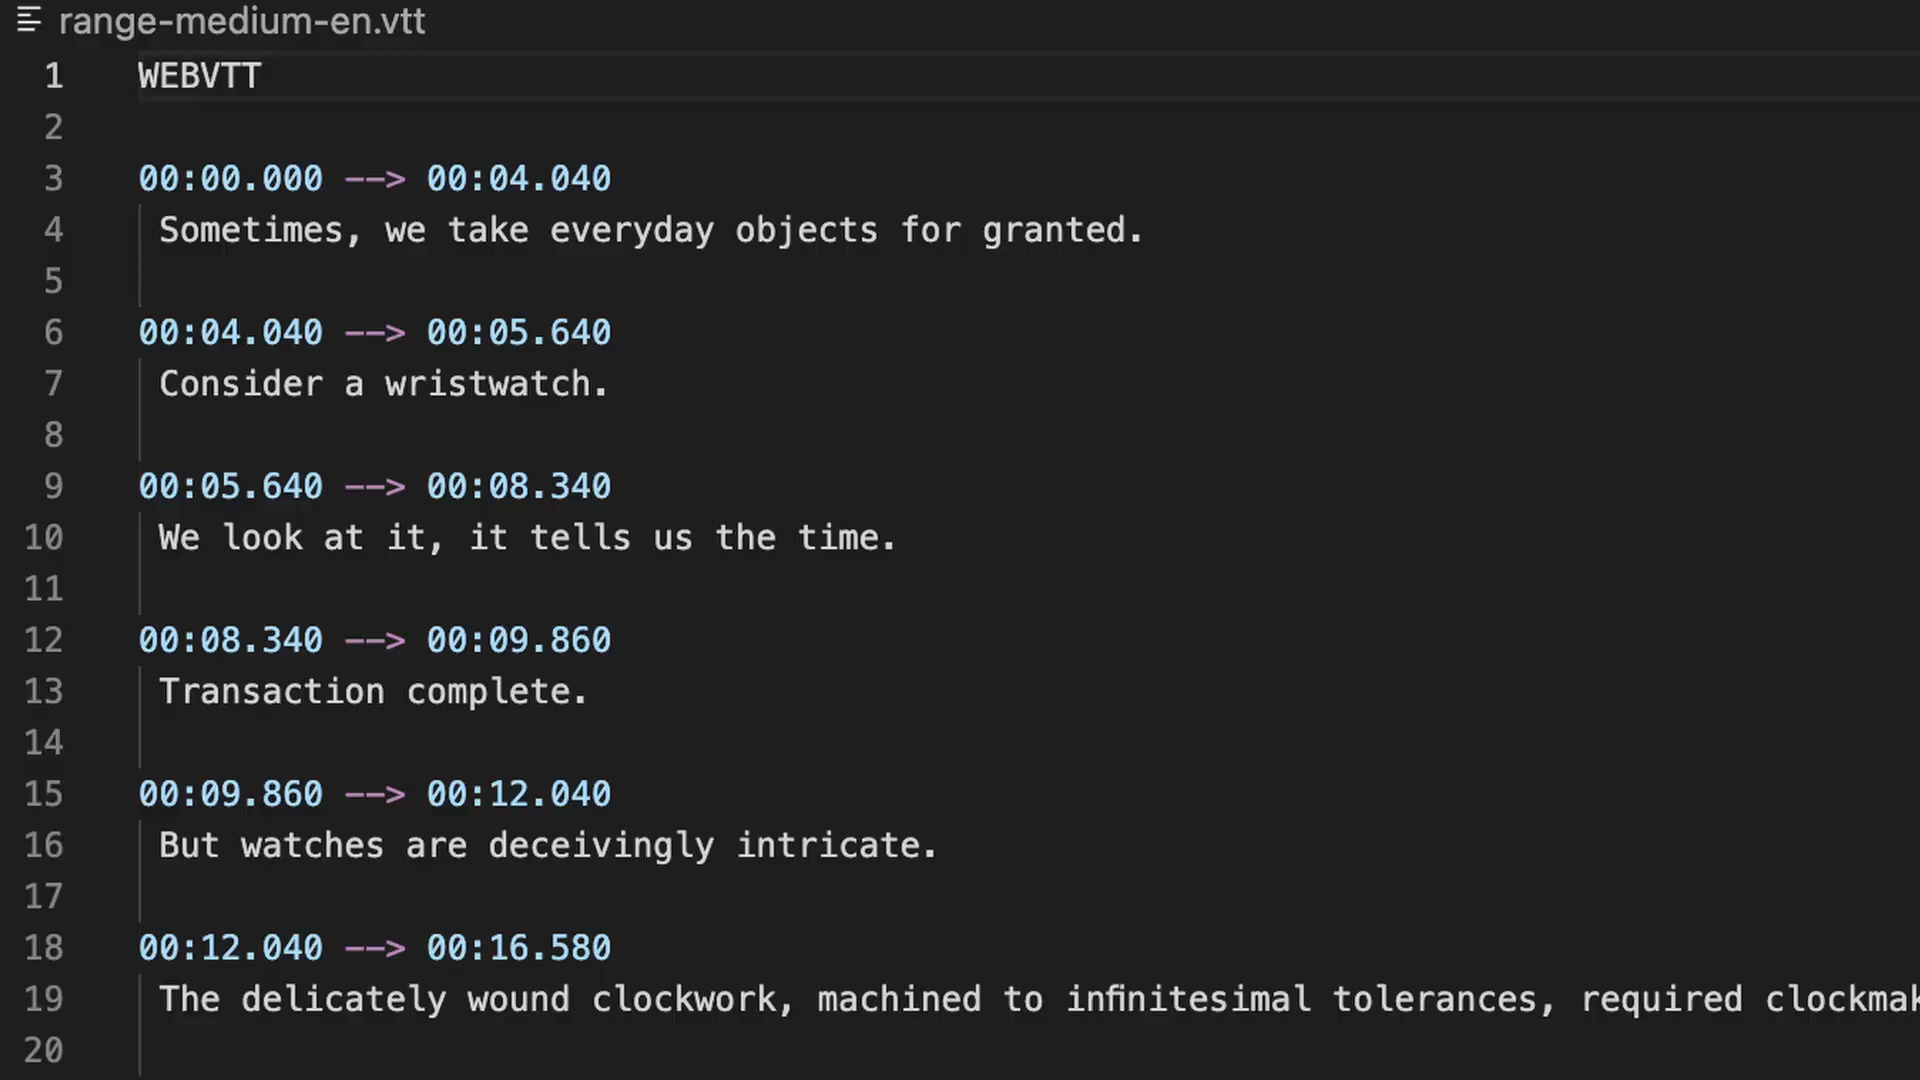 range-medium-en.vtt
1 WEBVTT
2
3 00:00.000 --> 00:04.040
4 Sometimes, we take everyday objects for granted.
5
6 00:04.040 --> 00:05.640
7 Consider a wristwatch.
8
9 00:05.640 --> 00:08.340
10 We look at it, it tells us the time.
11
12 00:08.340 --> 00:09.860
13 Transaction complete.
14
15 00:09.860 --> 00:12.040
16 But watches are deceivingly intricate.
17
18 00:12.040 --> 00:16.580
19 The delicately wound clockwork, machined to infinitesimal tolerances, required
20